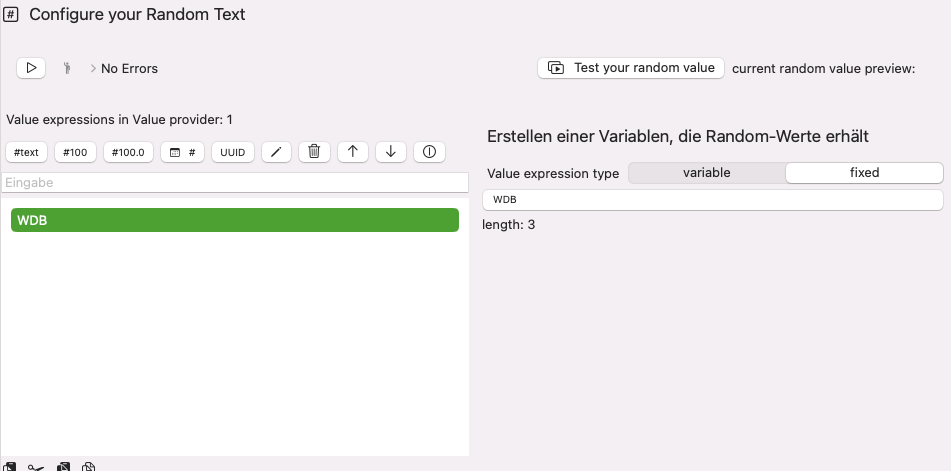 # Configure your Random Text
No Errors
Test your random value current random value preview:
Value expressions in Value provider: 1
#text #100 #100.0 # UUID
Eingabe
WDB
Erstellen einer Variablen, die Random-Werte erhält
Value expression type variable fixed
WDB
length: 3